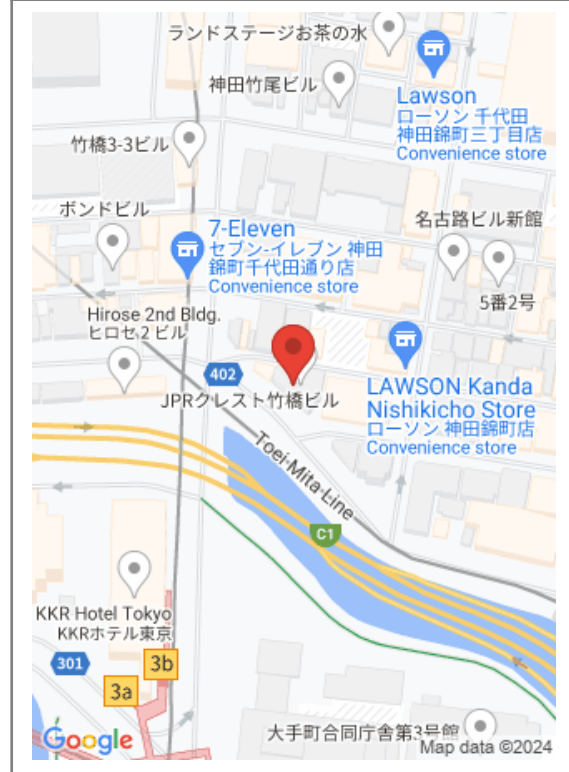 ランドステージお茶の水
神田竹尾ビル
Lawson
ローソン 千代田
神田錦町三丁目店
Convenience store
竹橋3-3ビル
ボンドビル
7-Eleven
セブン-イレブン 神田
錦町千代田通り店
Convenience store
名古路ビル新館
5番2号
Hirose 2nd Bldg.
ヒロセ2ビル
402
JPRクレスト竹橋ビル
LAWSON Kanda
Nishikicho Store
ローソン 神田錦町店
Convenience store
Toei-Mita Line
C1
KKR Hotel Tokyo
KKRホテル東京
301
3b
3a
大手町合同庁舎第3号館
Google
Map data ©2024